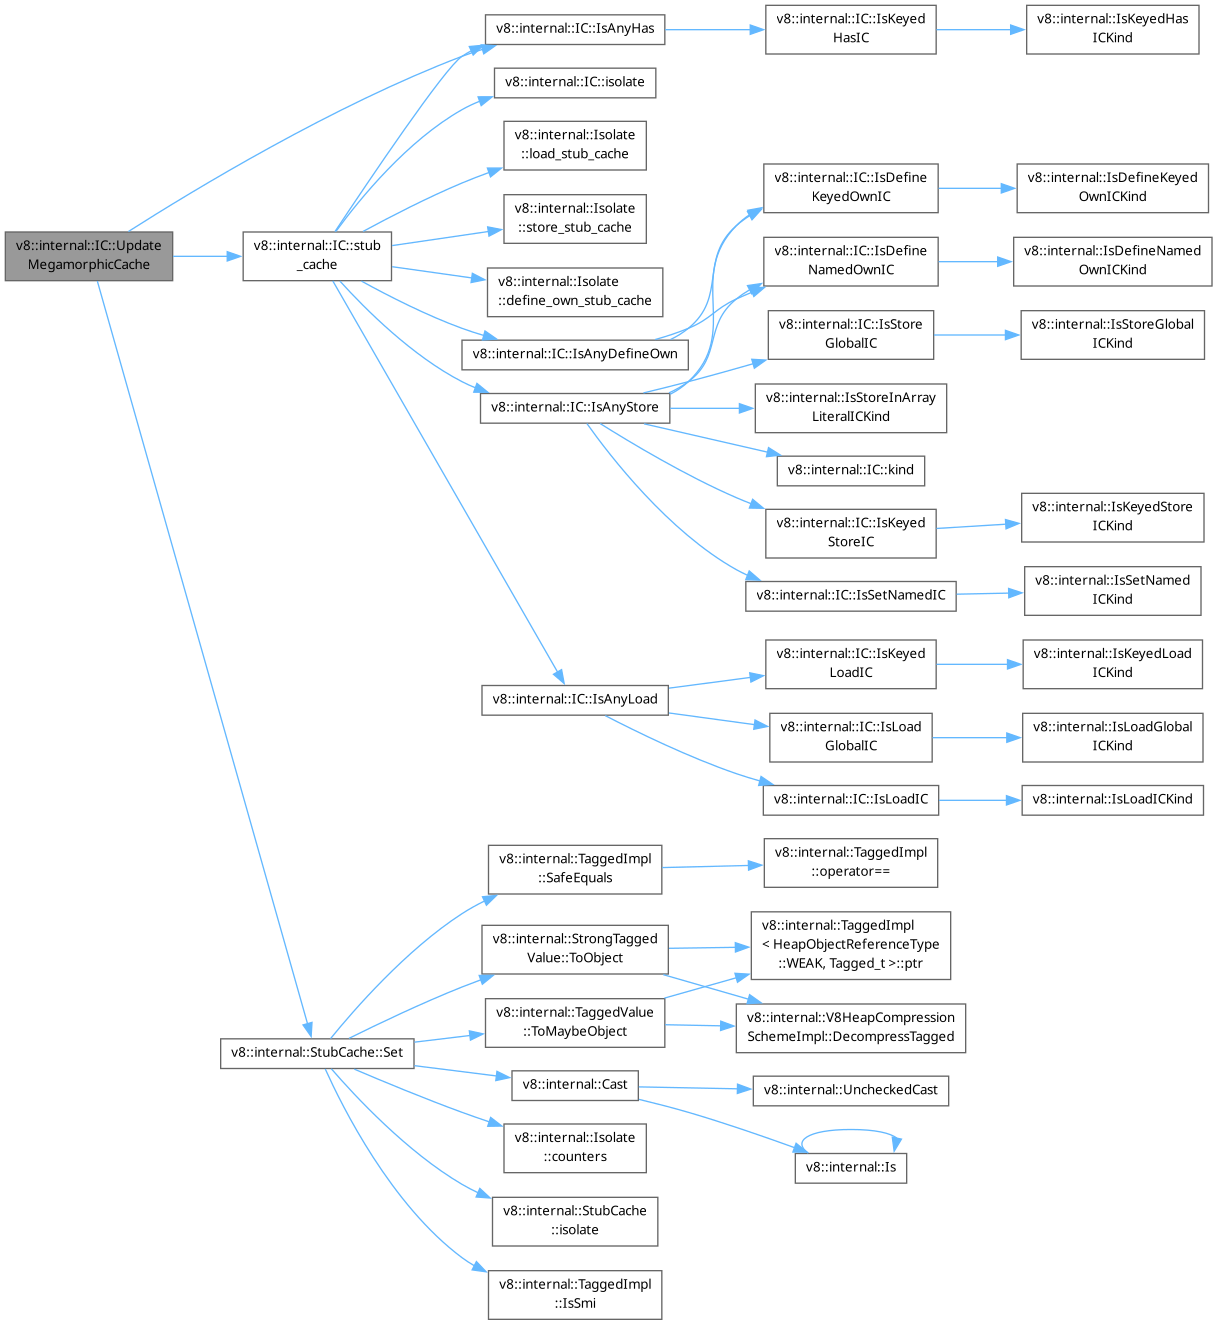 v8::internal::IC::Update
MegamorphicCache
v8::internal::IC::stub
_cache
v8::internal::StubCache::Set
v8::internal::IC::IsAnyHas
v8::internal::IC::isolate
v8::internal::Isolate
::load_stub_cache
v8::internal::Isolate
::store_stub_cache
v8::internal::Isolate
::define_own_stub_cache
v8::internal::IC::IsAnyDefineOwn
v8::internal::IC::IsAnyStore
v8::internal::IC::IsAnyLoad
v8::internal::TaggedImpl
::SafeEquals
v8::internal::StrongTagged
Value::ToObject
v8::internal::TaggedValue
::ToMaybeObject
v8::internal::Cast
v8::internal::Isolate
::counters
v8::internal::StubCache
::isolate
v8::internal::TaggedImpl
::IsSmi
v8::internal::IC::IsKeyed
HasIC
v8::internal::IC::IsDefine
KeyedOwnIC
v8::internal::IC::IsDefine
NamedOwnIC
v8::internal::IC::IsStore
GlobalIC
v8::internal::IsStoreInArray
LiteralICKind
v8::internal::IC::kind
v8::internal::IC::IsKeyed
StoreIC
v8::internal::IC::IsSetNamedIC
v8::internal::IC::IsKeyed
LoadIC
v8::internal::IC::IsLoad
GlobalIC
v8::internal::IC::IsLoadIC
v8::internal::TaggedImpl
::operator==
v8::internal::TaggedImpl
< HeapObjectReferenceType
::WEAK, Tagged_t >::ptr
v8::internal::V8HeapCompression
SchemeImpl::DecompressTagged
v8::internal::UncheckedCast
v8::internal::Is
v8::internal::IsKeyedHas
ICKind
v8::internal::IsDefineKeyed
OwnICKind
v8::internal::IsDefineNamed
OwnICKind
v8::internal::IsStoreGlobal
ICKind
v8::internal::IsKeyedStore
ICKind
v8::internal::IsSetNamed
ICKind
v8::internal::IsKeyedLoad
ICKind
v8::internal::IsLoadGlobal
ICKind
v8::internal::IsLoadICKind